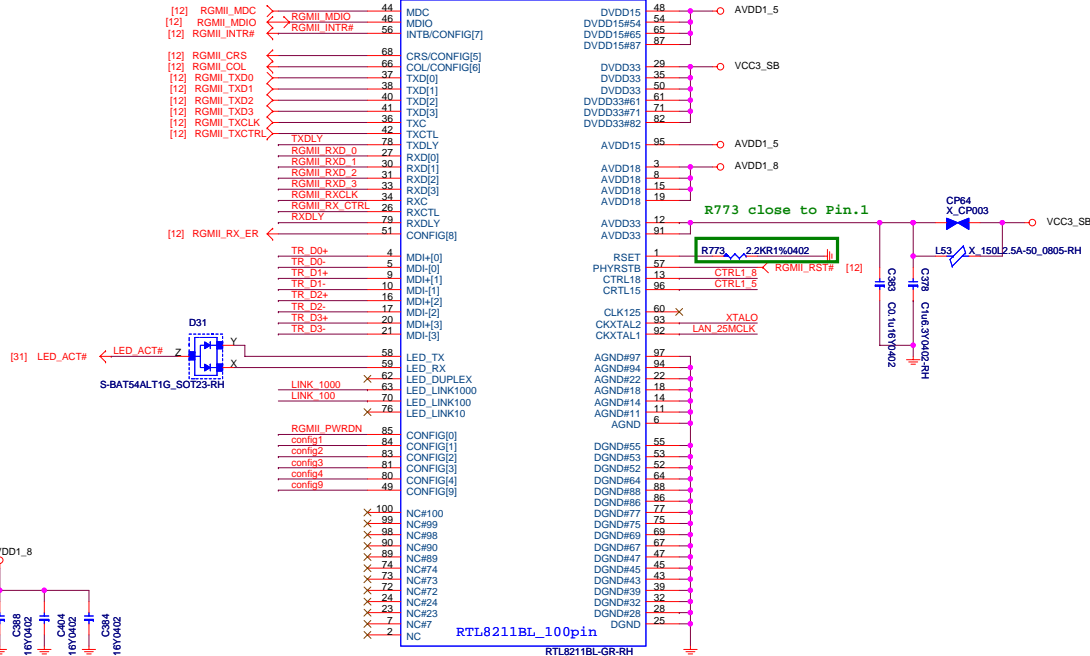 [12] RGMII_MDC 44 MDC DVDD15 48 AVDD1_5
[12] RGMII_MDIO RGMII_MDIO 46 MDIO DVDD15#54 54
[12] RGMII_INTR# RGMII_INTR# 56 INTB/CONFIG[7] DVDD15#65 65
DVDD15#87 87
[12] RGMII_CRS 68 CRS/CONFIG[5]
[12] RGMII_COL 66 COL/CONFIG[6] DVDD33 29 VCC3_SB
[12] RGMII_TXD0 37 TXD[0] DVDD33 35
[12] RGMII_TXD1 38 TXD[1] DVDD33 50
[12] RGMII_TXD2 40 TXD[2] DVDD33#61 61
[12] RGMII_TXD3 41 TXD[3] DVDD33#71 71
[12] RGMII_TXCLK 36 TXC DVDD33#82 82
[12] RGMII_TXCTRL 42 TXCTL
TXDLY 78 TXDLY AVDD15 95 AVDD1_5
RGMII_RXD_0 27 RXD[0]
RGMII_RXD_1 30 RXD[1] AVDD18 3 AVDD1_8
RGMII_RXD_2 31 RXD[2] AVDD18 8
RGMII_RXD_3 33 RXD[3] AVDD18 15
RGMII_RXCLK 34 RXC AVDD18 19
RGMII_RX_CTRL 26 RXCTL
R773 close to Pin.1
RXDLY 79 RXDLY AVDD33 12
[12] RGMII_RX_ER 51 CONFIG[8] AVDD33 91
CP64
X_CP003
VCC3_SB
L53 X_150L2.5A-50_0805-RH
C383 C0.1u16Y0402
C378 C1u6.3Y0402-RH
TR_D0+ 4 MDI+[0] RSET 1 R773 2.2KR1%0402
TR_D0- 5 MDI-[0] PHYRSTB 57 RGMII_RST# [12]
TR_D1+ 9 MDI+[1] CTRL18 13 CTRL1_8
TR_D1- 10 MDI-[1] CRTL15 96 CTRL1_5
TR_D2+ 16 MDI+[2]
TR_D2- 17 MDI-[2] CLK125 60
TR_D3+ 20 MDI+[3] CKXTAL2 93 XTALO
TR_D3- 21 MDI-[3] CKXTAL1 92 LAN_25MCLK
D31
[31] LED_ACT# LED_ACT# Z Y X
S-BAT54ALT1G_SOT23-RH
58 LED_TX AGND#97 97
59 LED_RX AGND#94 94
62 LED_DUPLEX AGND#22 22
LINK_1000 63 LED_LINK1000 AGND#18 18
LINK_100 70 LED_LINK100 AGND#14 14
76 LED_LINK10 AGND#11 11
AGND 6
RGMII_PWRDN 85 CONFIG[0]
config1 84 CONFIG[1] DGND#55 55
config2 83 CONFIG[2] DGND#53 53
config3 81 CONFIG[3] DGND#52 52
config4 80 CONFIG[4] DGND#64 64
config9 49 CONFIG[9] DGND#88 88
DGND#86 86
100 NC#100 DGND#77 77
99 NC#99 DGND#75 75
98 NC#98 DGND#69 69
90 NC#90 DGND#67 67
89 NC#89 DGND#47 47
74 NC#74 DGND#45 45
73 NC#73 DGND#43 43
72 NC#72 DGND#39 39
24 NC#24 DGND#32 32
23 NC#23 DGND#28 28
7 NC#7 DGND 25
2 NC
RTL8211BL_100pin
RTL8211BL-GR-RH
VDD1_8
C388 16Y0402
C404 16Y0402
C384 16Y0402